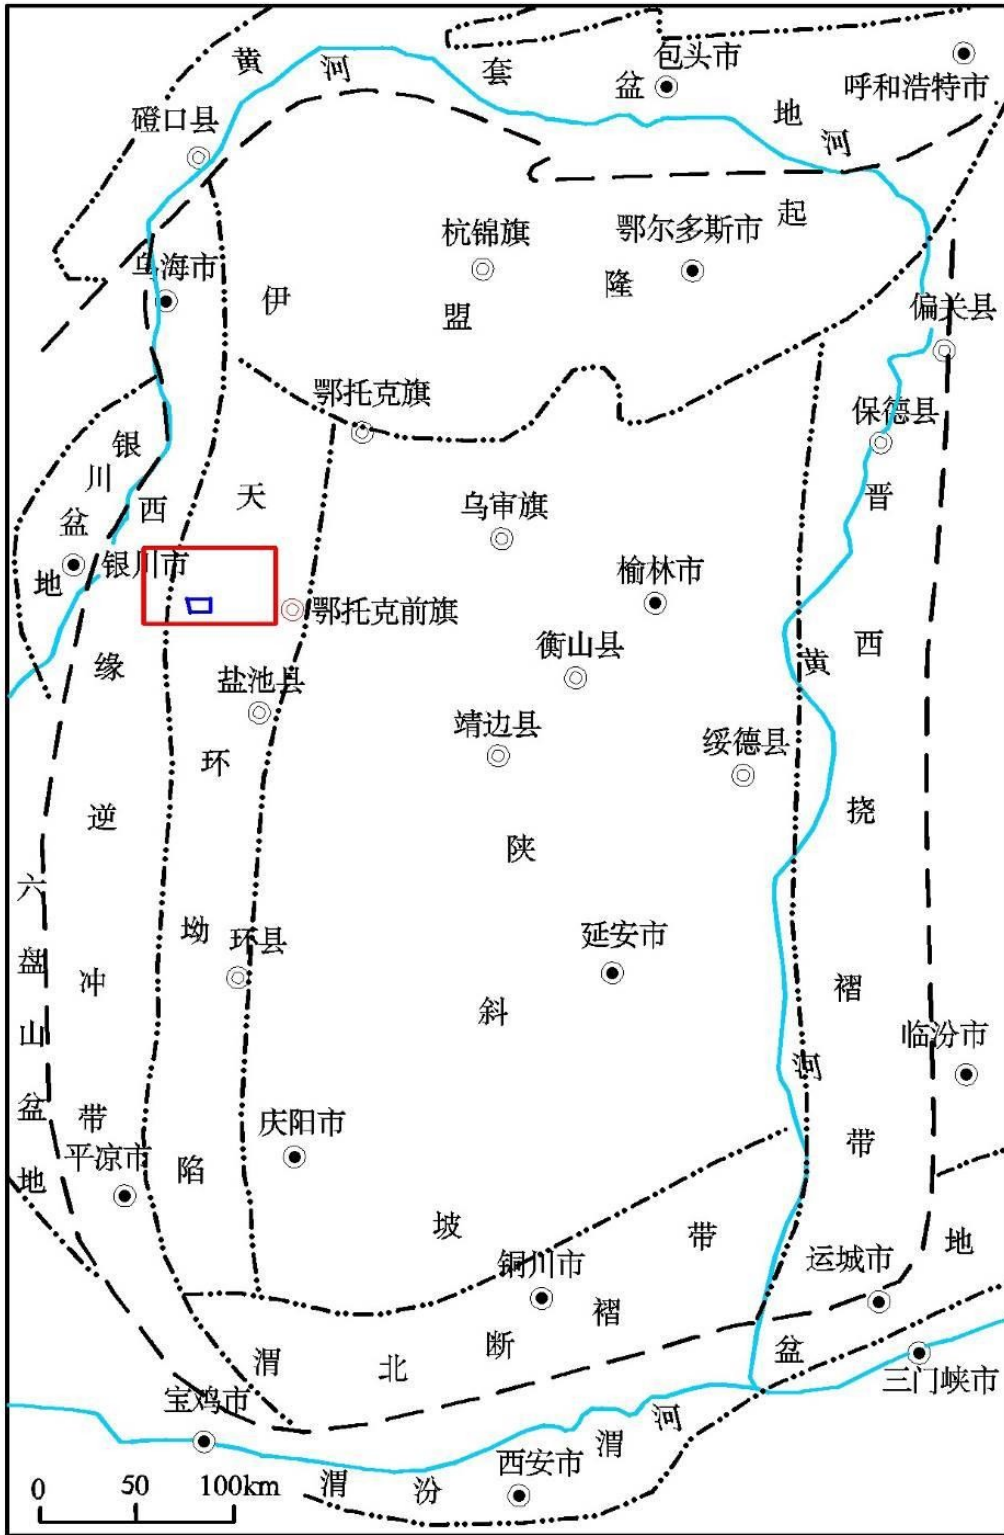 黄河
套盆地
包头市
呼和浩特市
磴口县
河
起
杭锦旗
鄂尔多斯市
乌海市
伊盟隆
偏关县
鄂托克旗
保德县
银川盆地
西缘逆冲带
天环坳陷
晋西挠褶带
乌审旗
银川市
榆林市
鄂托克前旗
衡山县
黄
盐池县
靖边县
绥德县
陕斜坡
六盘山盆地
环县
延安市
临汾市
河
庆阳市
平凉市
带
地
铜川市
运城市
渭北断褶
盆
三门峡市
宝鸡市
渭河
西安市
渭汾
0 50 100km